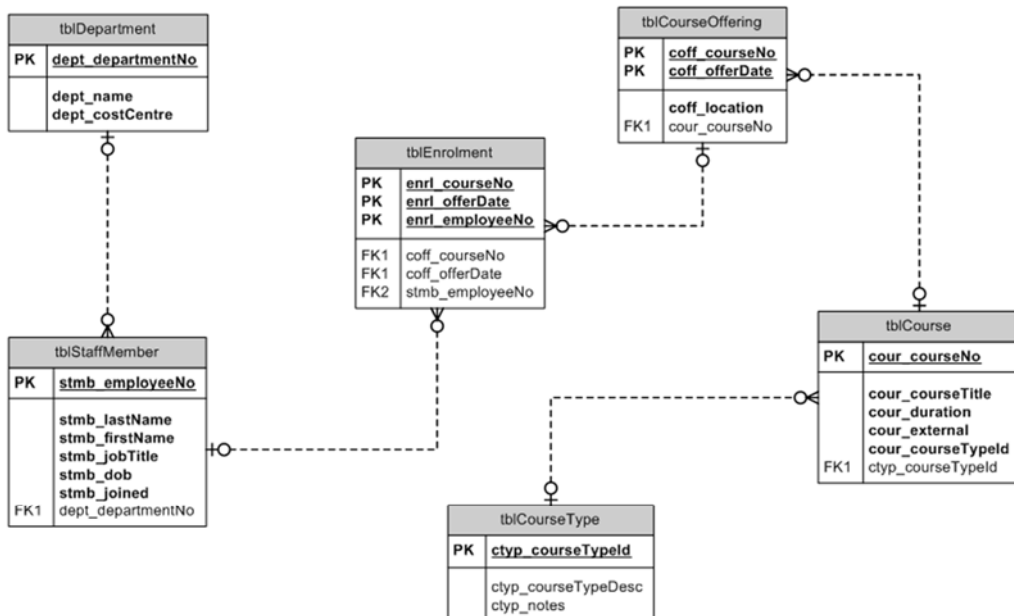 tblDepartment
PK dept_departmentNo
dept_name
dept_costCentre
tblCourseOffering
PK coff_courseNo
PK coff_offerDate
coff_location
FK1 cour_courseNo
tblEnrolment
PK enrl_courseNo
PK enrl_offerDate
PK enrl_employeeNo
FK1 coff_courseNo
FK1 coff_offerDate
FK2 stmb_employeeNo
tblStaffMember
PK stmb_employeeNo
stmb_lastName
stmb_firstName
stmb_jobTitle
stmb_dob
stmb_joined
FK1 dept_departmentNo
tblCourse
PK cour_courseNo
cour_courseTitle
cour_duration
cour_external
cour_courseTypeId
FK1 ctyp_courseTypeId
tblCourseType
PK ctyp_courseTypeId
ctyp_courseTypeDesc
ctyp_notes